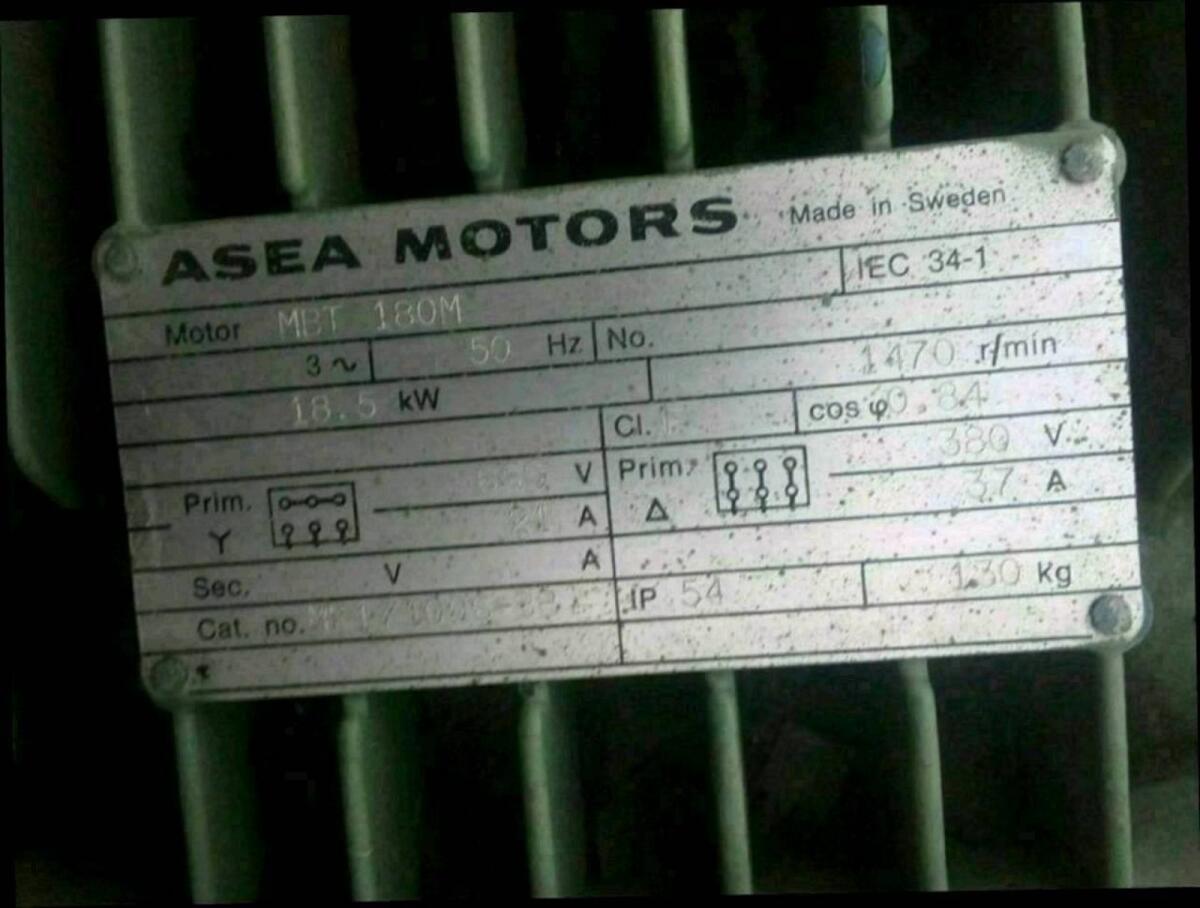 ASEA MOTORS Made in Sweden
Motor MBT 180M IEC 34-1
3 ~ 50 Hz No.
18.5 kW 1470 r/min
Cl. cos φ 0.84
Prim. Y V Prim. Δ 380 V
21 A 37 A
Sec. V A
Cat. no. IP 54 130 Kg